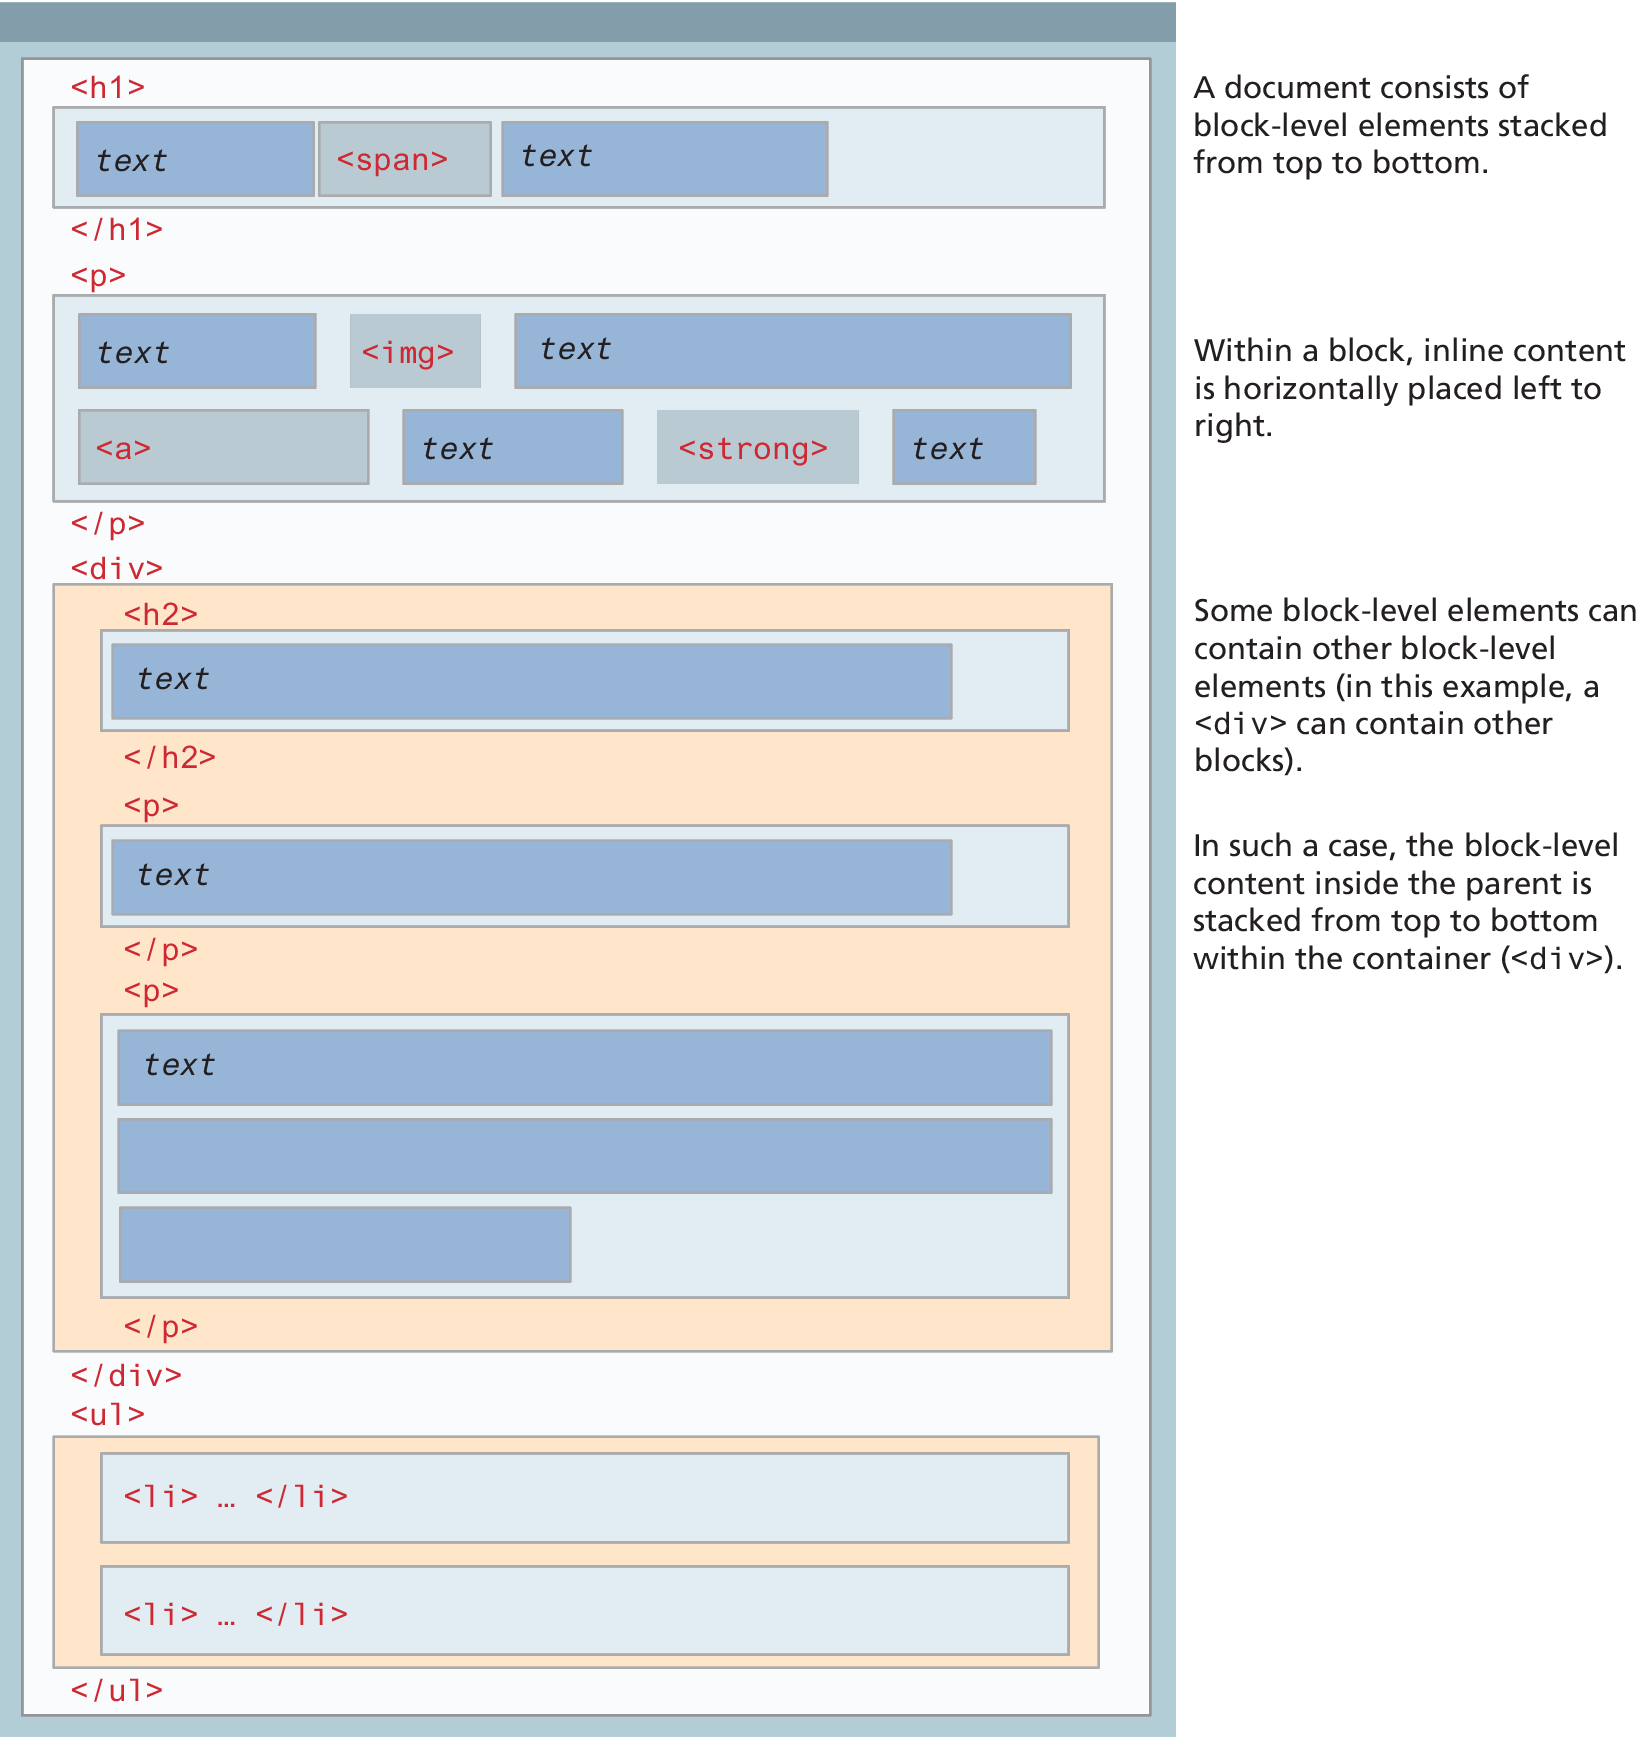 <h1>
text <span> text
</h1>
<p>
text <img> text
<a> text <strong> text
</p>
<div>
<h2>
text
</h2>
<p>
text
</p>
<p>
text
</p>
</div>
<ul>
<li> … </li>
<li> … </li>
</ul>
A document consists of
block-level elements stacked
from top to bottom.
Within a block, inline content
is horizontally placed left to
right.
Some block-level elements can
contain other block-level
elements (in this example, a
<div> can contain other
blocks).
In such a case, the block-level
content inside the parent is
stacked from top to bottom
within the container (<div>).